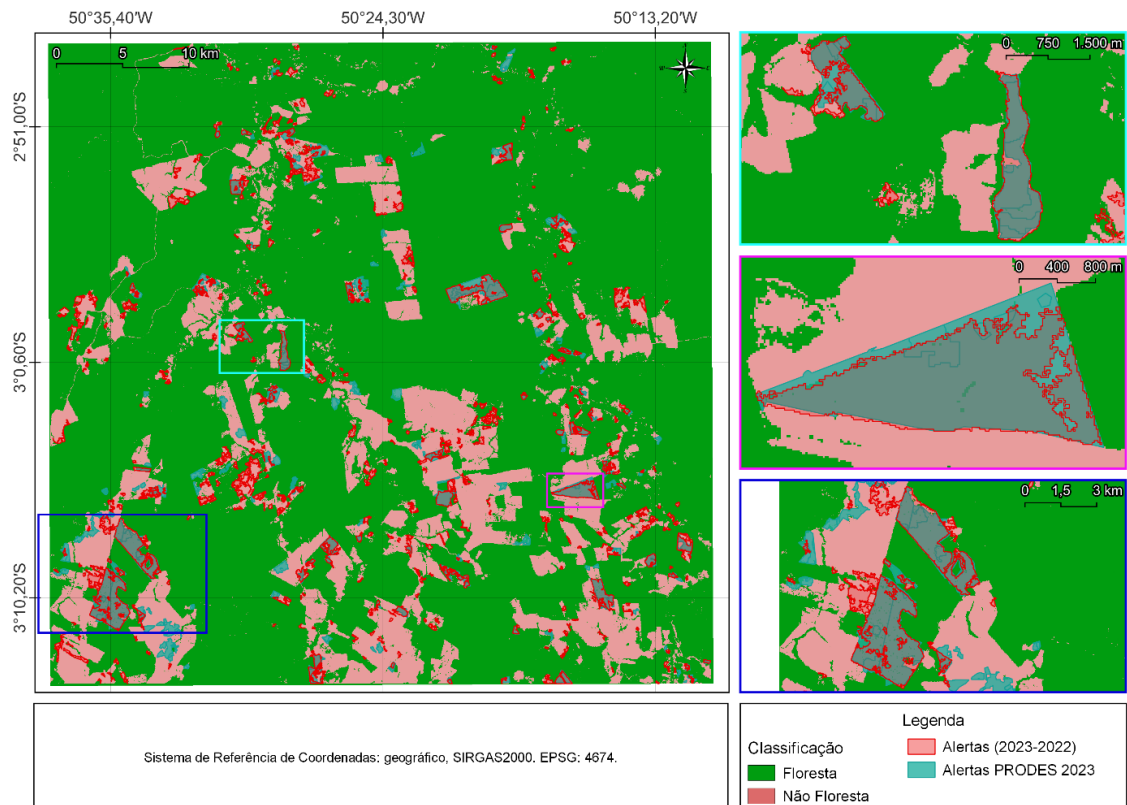 50°35,40'W 50°24,30'W 50°13,20'W
0 5 10 km
0 750 1.500 m
2°51,00'S
0 400 800 m
3°0,60'S
0 1,5 3 km
3°10,20'S
Sistema de Referência de Coordenadas: geográfico, SIRGAS2000. EPSG: 4674.
Legenda
Classificação
Floresta
Não Floresta
Alertas (2023-2022)
Alertas PRODES 2023